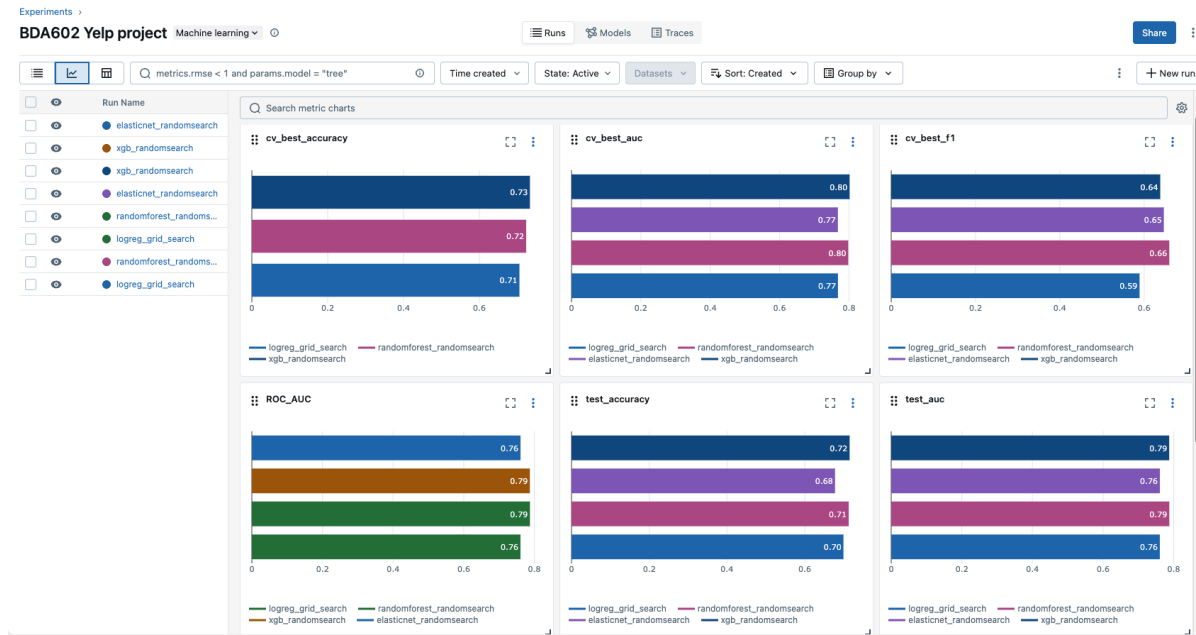 Experiments ›
BDA602 Yelp project Machine learning
Runs Models Traces
Share
metrics.rmse < 1 and params.model = "tree"
Time created
State: Active
Datasets
Sort: Created
Group by
New run
Run Name
elasticnet_randomsearch
xgb_randomsearch
xgb_randomsearch
elasticnet_randomsearch
randomforest_randoms...
logreg_grid_search
randomforest_randoms...
logreg_grid_search
Search metric charts
cv_best_accuracy
0.73
0.72
0.71
0 0.2 0.4 0.6
logreg_grid_search randomforest_randomsearch
xgb_randomsearch
cv_best_auc
0.80
0.77
0.80
0.77
0 0.2 0.4 0.6 0.8
logreg_grid_search randomforest_randomsearch
elasticnet_randomsearch xgb_randomsearch
cv_best_f1
0.64
0.65
0.66
0.59
0 0.2 0.4 0.6
logreg_grid_search randomforest_randomsearch
elasticnet_randomsearch xgb_randomsearch
ROC_AUC
0.76
0.79
0.79
0.76
0 0.2 0.4 0.6 0.8
logreg_grid_search randomforest_randomsearch
xgb_randomsearch elasticnet_randomsearch
test_accuracy
0.72
0.68
0.71
0.70
0 0.2 0.4 0.6
logreg_grid_search randomforest_randomsearch
elasticnet_randomsearch xgb_randomsearch
test_auc
0.79
0.76
0.79
0.76
0 0.2 0.4 0.6 0.8
logreg_grid_search randomforest_randomsearch
elasticnet_randomsearch xgb_randomsearch